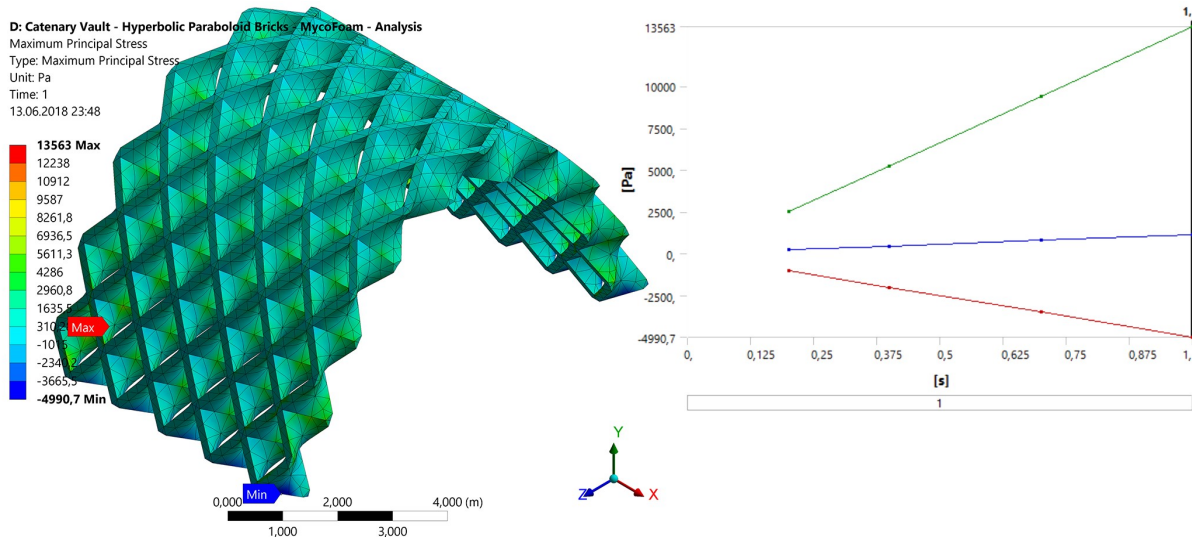 D: Catenary Vault - Hyperbolic Paraboloid Bricks - MycoFoam - Analysis
Maximum Principal Stress
Type: Maximum Principal Stress
Unit: Pa
Time: 1
13.06.2018 23:48
13563 Max
12238
10912
9587
8261,8
6936,5
5611,3
4286
2960,8
1635,5
-3665,5
-4990,7 Min
Max
Min
0,000
2,000
4,000 (m)
1,000
3,000
Y
Z
X
1,
13563
10000
7500,
5000,
2500,
0,
-2500,
-4990,7
[Pa]
0,
0,125
0,25
0,375
0,5
0,625
0,75
0,875
1,
[s]
1